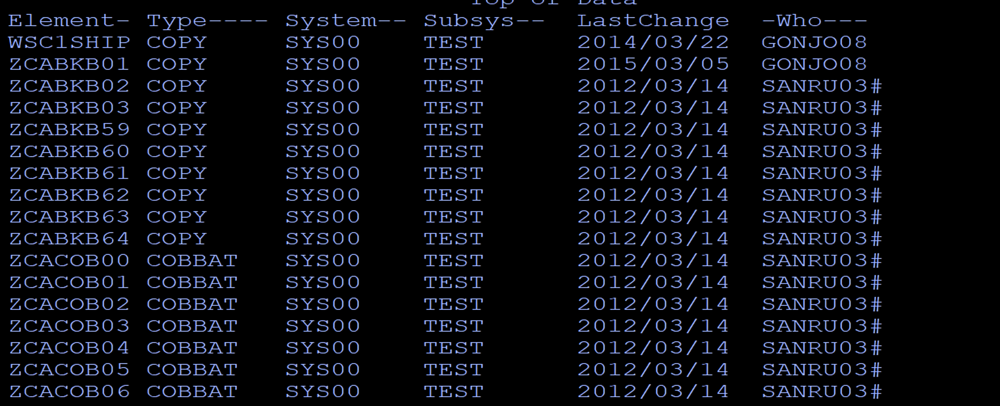 Top of Data
Element- Type---- System-- Subsys-- LastChange -Who---
WSC1SHIP COPY SYS00 TEST 2014/03/22 GONJO08
ZCABKB01 COPY SYS00 TEST 2015/03/05 GONJO08
ZCABKB02 COPY SYS00 TEST 2012/03/14 SANRU03#
ZCABKB03 COPY SYS00 TEST 2012/03/14 SANRU03#
ZCABKB59 COPY SYS00 TEST 2012/03/14 SANRU03#
ZCABKB60 COPY SYS00 TEST 2012/03/14 SANRU03#
ZCABKB61 COPY SYS00 TEST 2012/03/14 SANRU03#
ZCABKB62 COPY SYS00 TEST 2012/03/14 SANRU03#
ZCABKB63 COPY SYS00 TEST 2012/03/14 SANRU03#
ZCABKB64 COPY SYS00 TEST 2012/03/14 SANRU03#
ZCACOB00 COBBAT SYS00 TEST 2012/03/14 SANRU03#
ZCACOB01 COBBAT SYS00 TEST 2012/03/14 SANRU03#
ZCACOB02 COBBAT SYS00 TEST 2012/03/14 SANRU03#
ZCACOB03 COBBAT SYS00 TEST 2012/03/14 SANRU03#
ZCACOB04 COBBAT SYS00 TEST 2012/03/14 SANRU03#
ZCACOB05 COBBAT SYS00 TEST 2012/03/14 SANRU03#
ZCACOB06 COBBAT SYS00 TEST 2012/03/14 SANRU03#